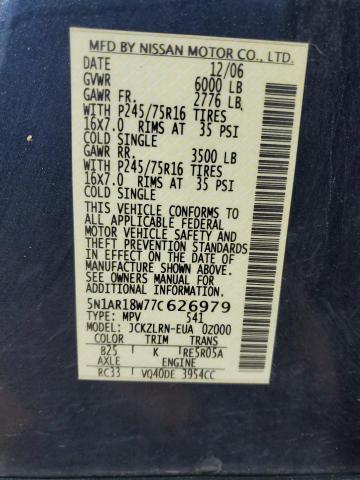 MFD BY NISSAN MOTOR CO., LTD.
DATE 12/06
GVWR 6000 LB
GAWR FR. 2776 LB
WITH P245/75R16 TIRES
16X7.0 RIMS AT 35 PSI
COLD SINGLE
GAWR RR. 3500 LB
WITH P245/75R16 TIRES
16X7.0 RIMS AT 35 PSI
COLD SINGLE
THIS VEHICLE CONFORMS TO
ALL APPLICABLE FEDERAL
MOTOR VEHICLE SAFETY AND
THEFT PREVENTION STANDARDS
IN EFFECT ON THE DATE OF
MANUFACTURE SHOWN ABOVE.
SEE OWNER'S MANUAL FOR
ADDITIONAL INFORMATION.
5N1AR18W77C626979
TYPE: MPV 541
MODEL: JCKZLRN-EUA 0Z000
COLOR TRIM TRANS
B25 K RE5R05A
AXLE ENGINE
RC33 VQ40DE 3954CC